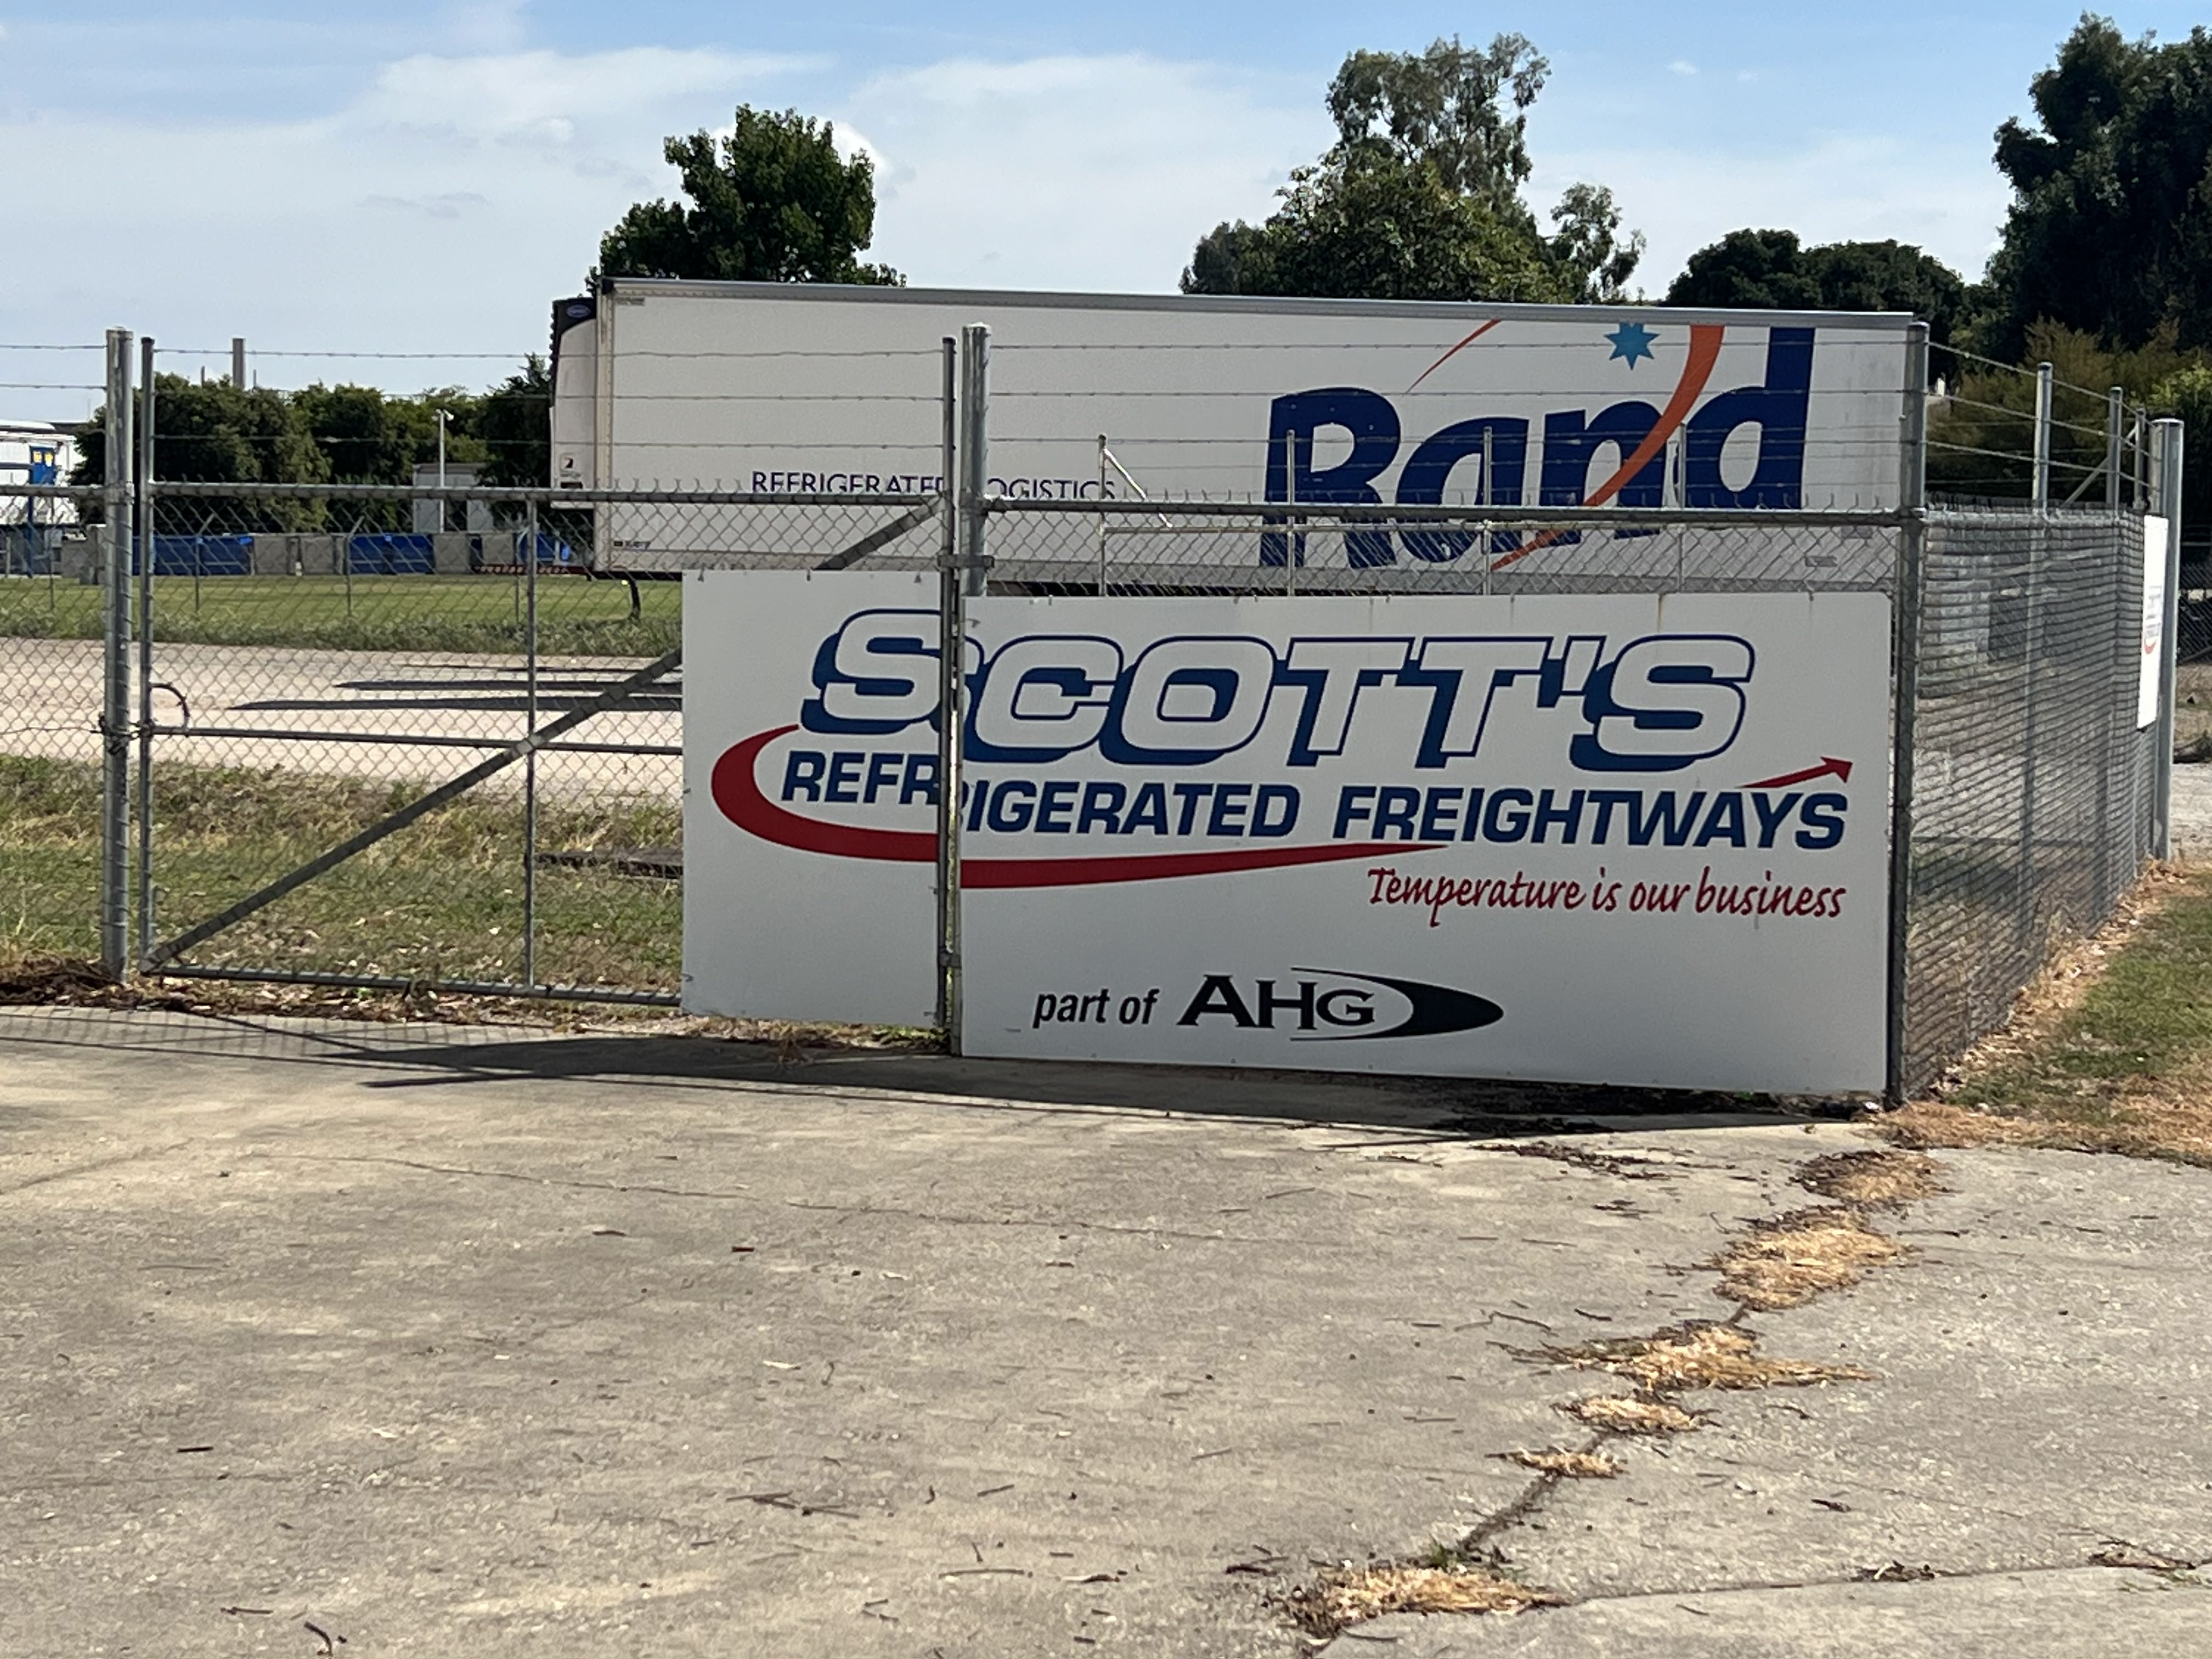 Rand
REFRIGERATED LOGISTICS
SCOTT'S
REFRIGERATED FREIGHTWAYS
Temperature is our business
part of AHG